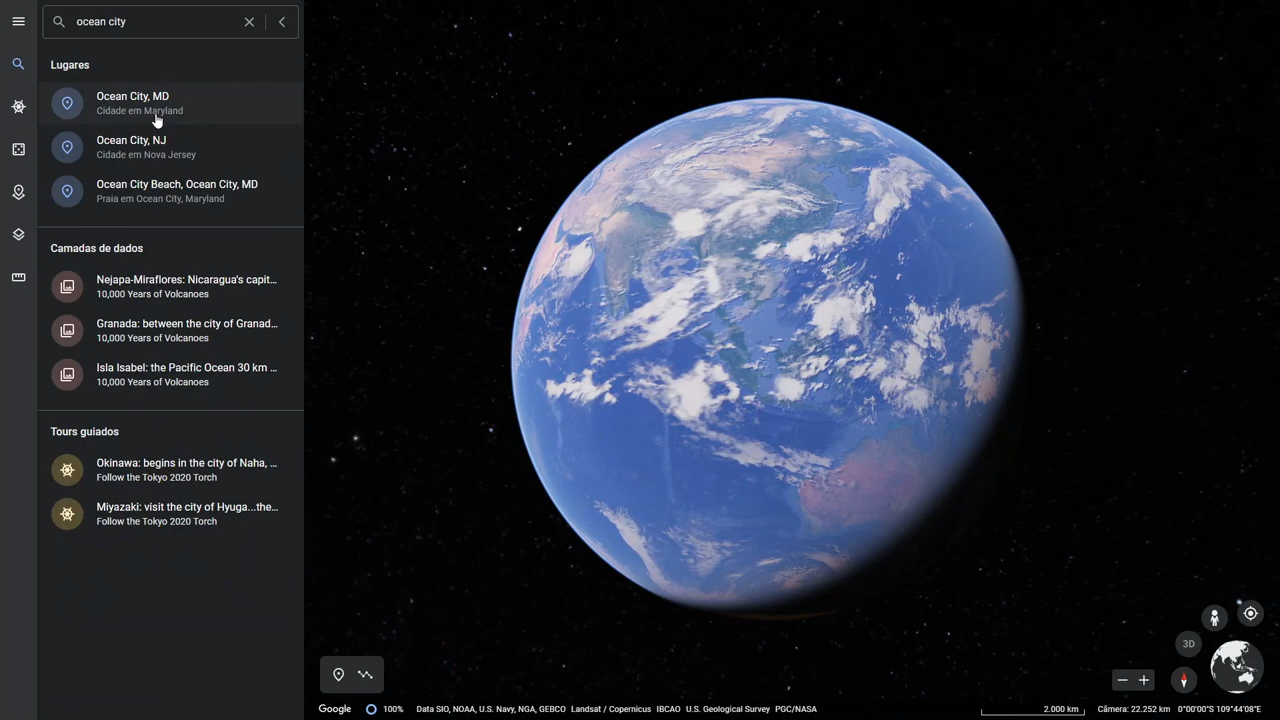 ocean city
Lugares
Ocean City, MD
Cidade em Maryland
Ocean City, NJ
Cidade em Nova Jersey
Ocean City Beach, Ocean City, MD
Praia em Ocean City, Maryland
Camadas de dados
Nejapa-Miraflores: Nicaragua's capit...
10,000 Years of Volcanoes
Granada: between the city of Granad...
10,000 Years of Volcanoes
Isla Isabel: the Pacific Ocean 30 km ...
10,000 Years of Volcanoes
Tours guiados
Okinawa: begins in the city of Naha, ...
Follow the Tokyo 2020 Torch
Miyazaki: visit the city of Hyuga...the...
Follow the Tokyo 2020 Torch
3D
Google 100% Data SIO, NOAA, U.S. Navy, NGA, GEBCO Landsat / Copernicus IBCAO U.S. Geological Survey PGC/NASA 2.000 km Câmera: 22.252 km 0°00'00"S 109°44'08"E